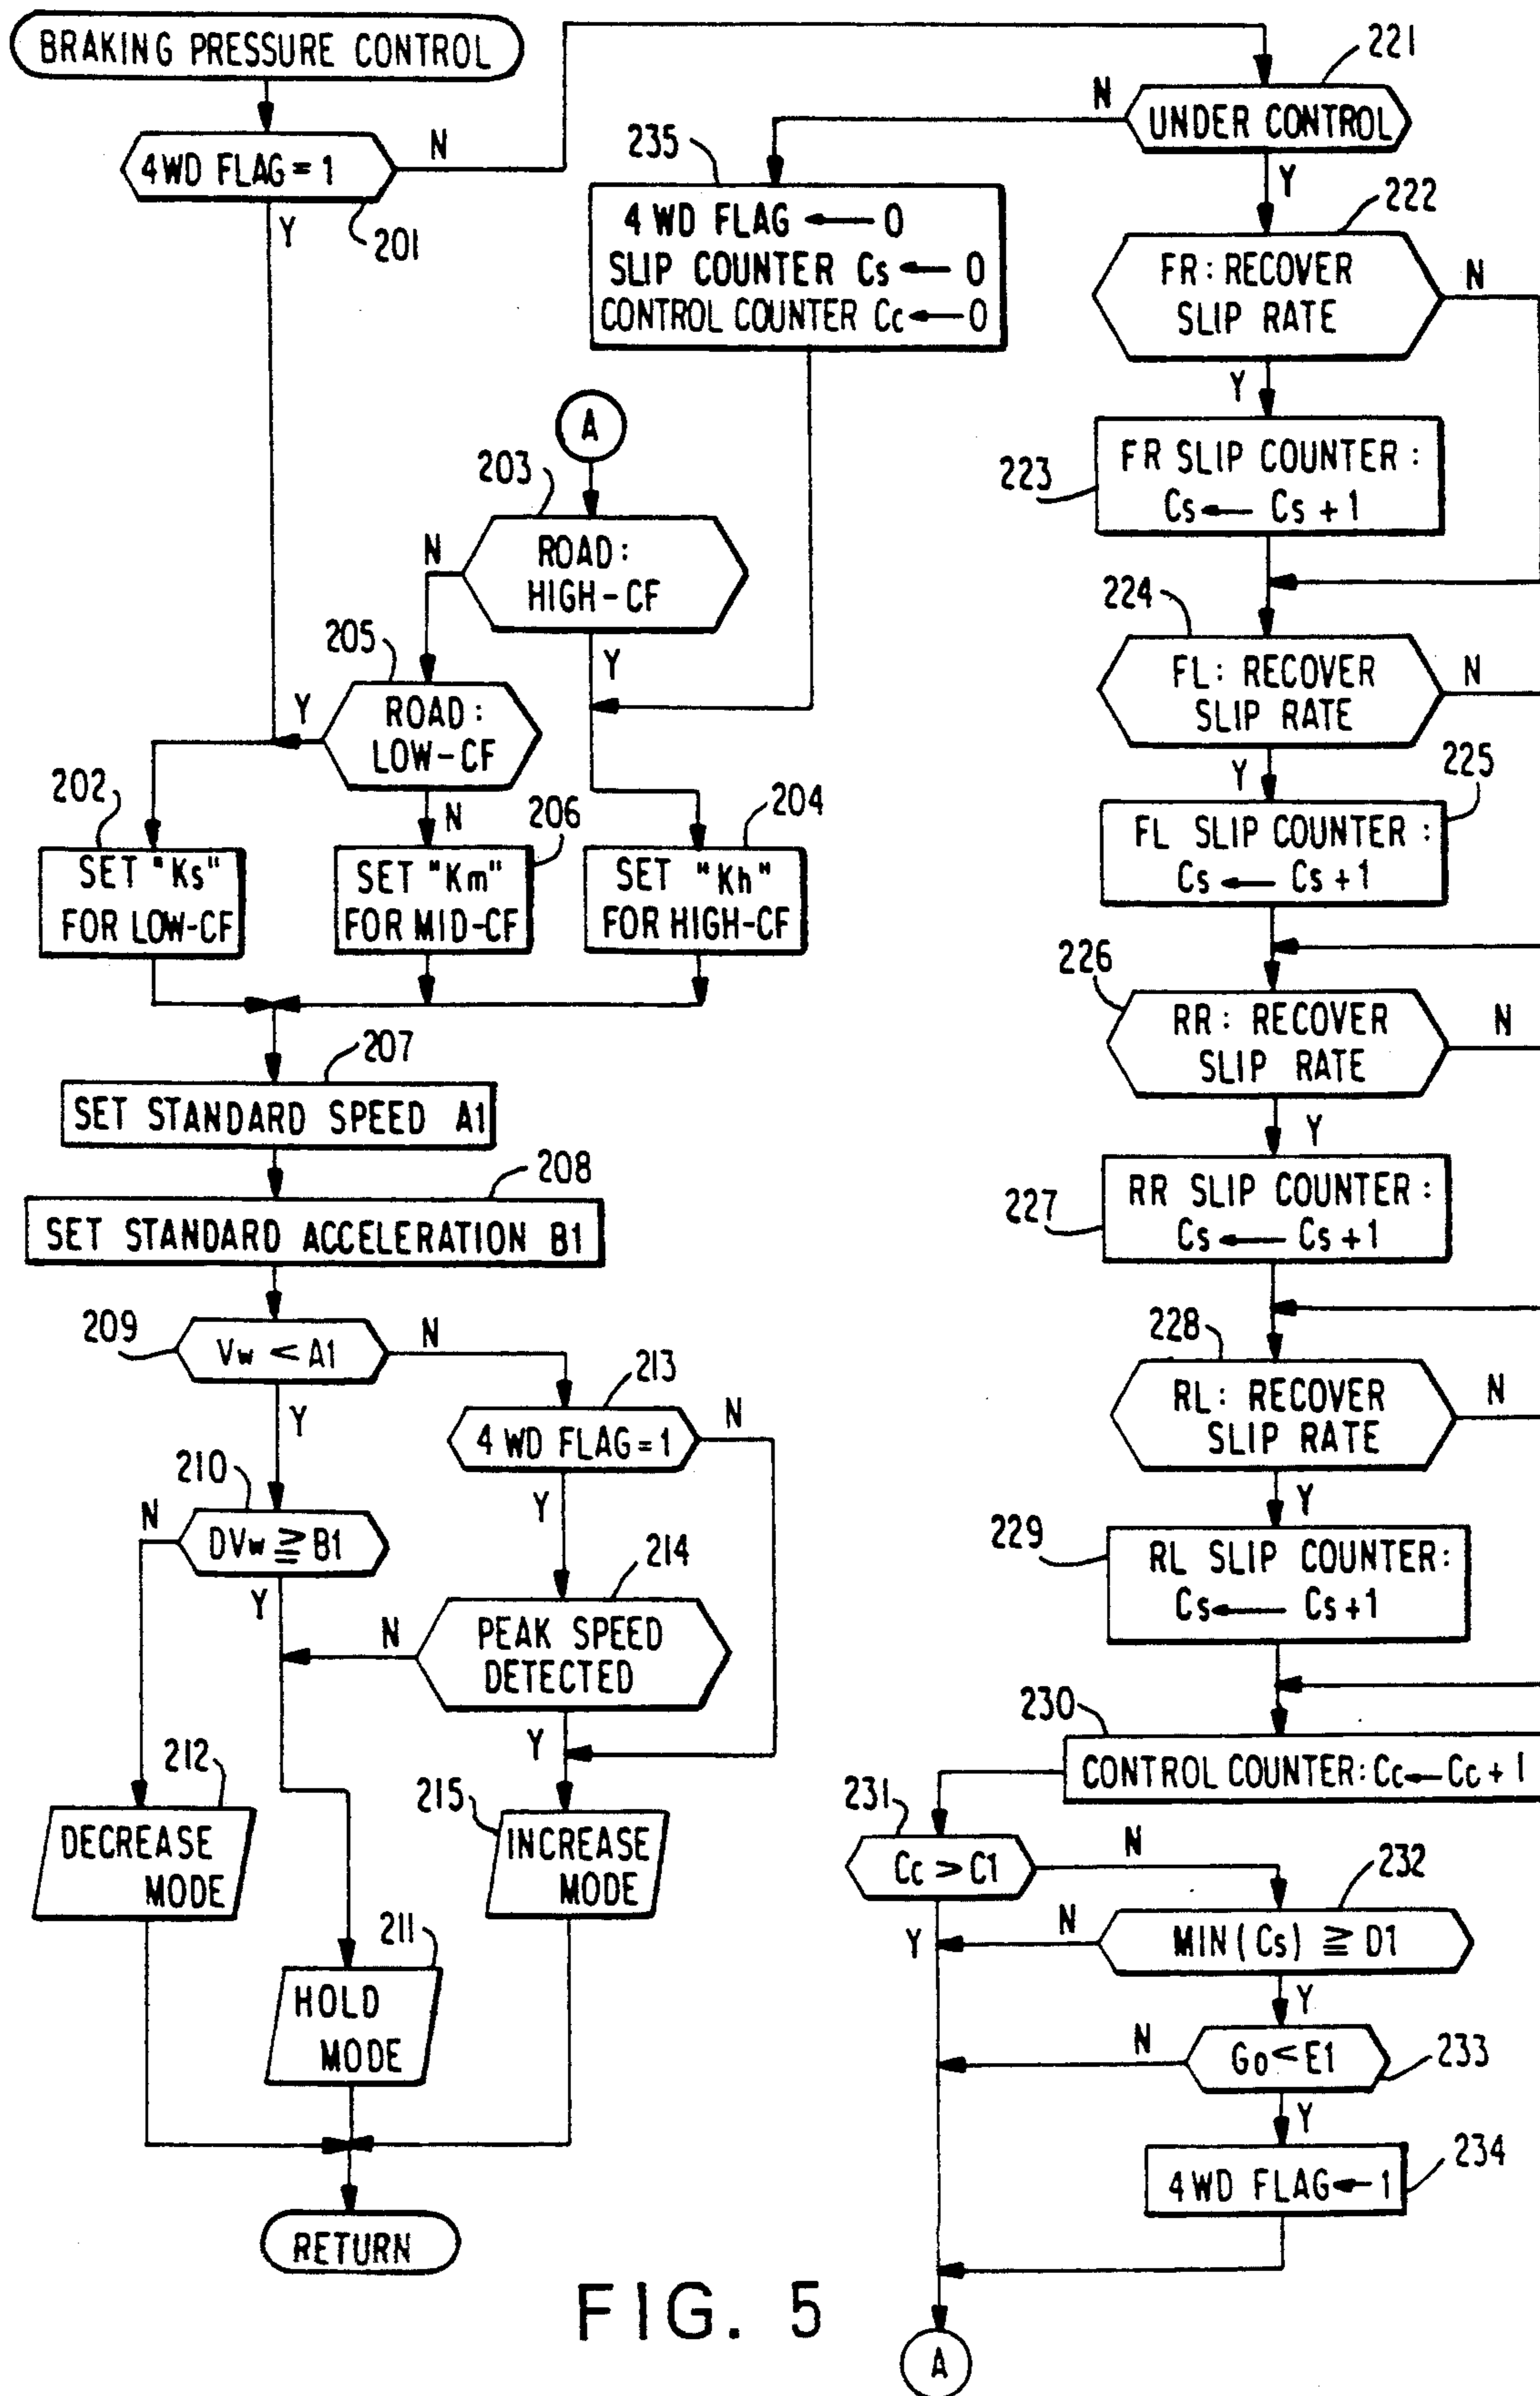 BRAKING PRESSURE CONTROL
4WD FLAG = 1
N
Y
201
221
UNDER CONTROL
N
Y
235
4 WD FLAG ← 0
SLIP COUNTER Cs ← 0
CONTROL COUNTER Cc ← 0
222
FR : RECOVER
SLIP RATE
N
Y
223
FR SLIP COUNTER :
Cs ← Cs + 1
A
203
ROAD :
HIGH-CF
N
Y
205
ROAD :
LOW-CF
Y
N
202
SET "Ks"
FOR LOW-CF
206
SET "Km"
FOR MID-CF
204
SET "Kh"
FOR HIGH-CF
224
FL : RECOVER
SLIP RATE
N
Y
225
FL SLIP COUNTER :
Cs ← Cs + 1
226
RR : RECOVER
SLIP RATE
N
Y
227
RR SLIP COUNTER :
Cs ← Cs + 1
207
SET STANDARD SPEED A1
208
SET STANDARD ACCELERATION B1
209
Vw < A1
N
Y
213
4 WD FLAG = 1
N
Y
210
DVw ≧ B1
N
Y
214
PEAK SPEED
DETECTED
N
Y
212
DECREASE
MODE
215
INCREASE
MODE
211
HOLD
MODE
RETURN
228
RL : RECOVER
SLIP RATE
N
Y
229
RL SLIP COUNTER :
Cs ← Cs + 1
230
CONTROL COUNTER : Cc ← Cc + 1
231
Cc > C1
N
Y
232
MIN ( Cs ) ≧ D1
N
Y
233
Go < E1
N
Y
234
4WD FLAG ← 1
A
FIG. 5